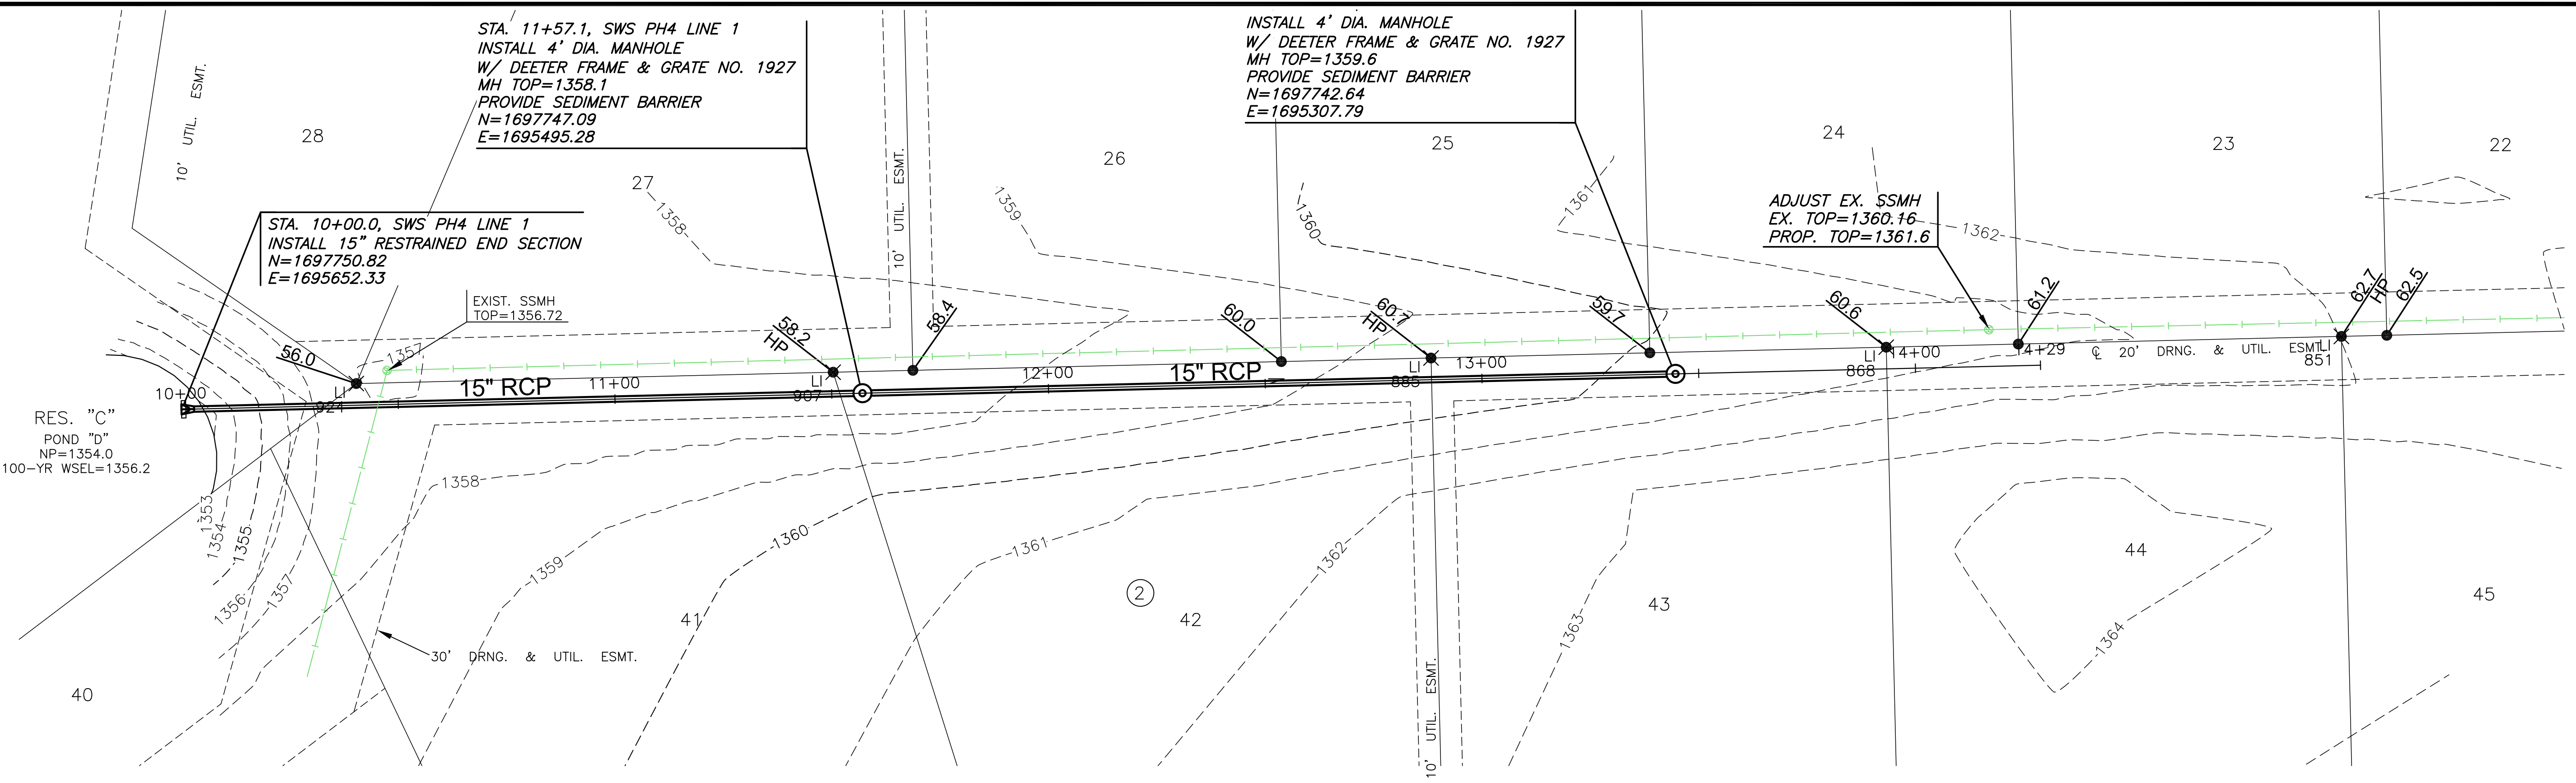 STA. 11+57.1, SWS PH4 LINE 1
INSTALL 4' DIA. MANHOLE
W/ DEETER FRAME & GRATE NO. 1927
MH TOP=1358.1
PROVIDE SEDIMENT BARRIER
N=1697747.09
E=1695495.28
INSTALL 4' DIA. MANHOLE
W/ DEETER FRAME & GRATE NO. 1927
MH TOP=1359.6
PROVIDE SEDIMENT BARRIER
N=1697742.64
E=1695307.79
10' UTIL. ESMT.
28
27
10' UTIL. ESMT.
26
25
24
23
22
STA. 10+00.0, SWS PH4 LINE 1
INSTALL 15" RESTRAINED END SECTION
N=1697750.82
E=1695652.33
ADJUST EX. SSMH
EX. TOP=1360.16
PROP. TOP=1361.6
1358
1359
1360
1361
1362
EXIST. SSMH
TOP=1356.72
56.0
1357
58.2
HP
58.4
60.0
60.7
HP
59.7
60.6
61.2
62.7
HP
62.5
LI
LI
LI
LI
LI
10+00
15" RCP
11+00
12+00
15" RCP
13+00
14+00
14+29
℄ 20' DRNG. & UTIL. ESMT.
924
907
885
868
851
RES. "C"
POND "D"
NP=1354.0
100-YR WSEL=1356.2
1353
1354
1355
1356
1357
1358
1359
1360
1361
1362
1363
1364
2
40
41
42
43
44
45
30' DRNG. & UTIL. ESMT.
10' UTIL. ESMT.